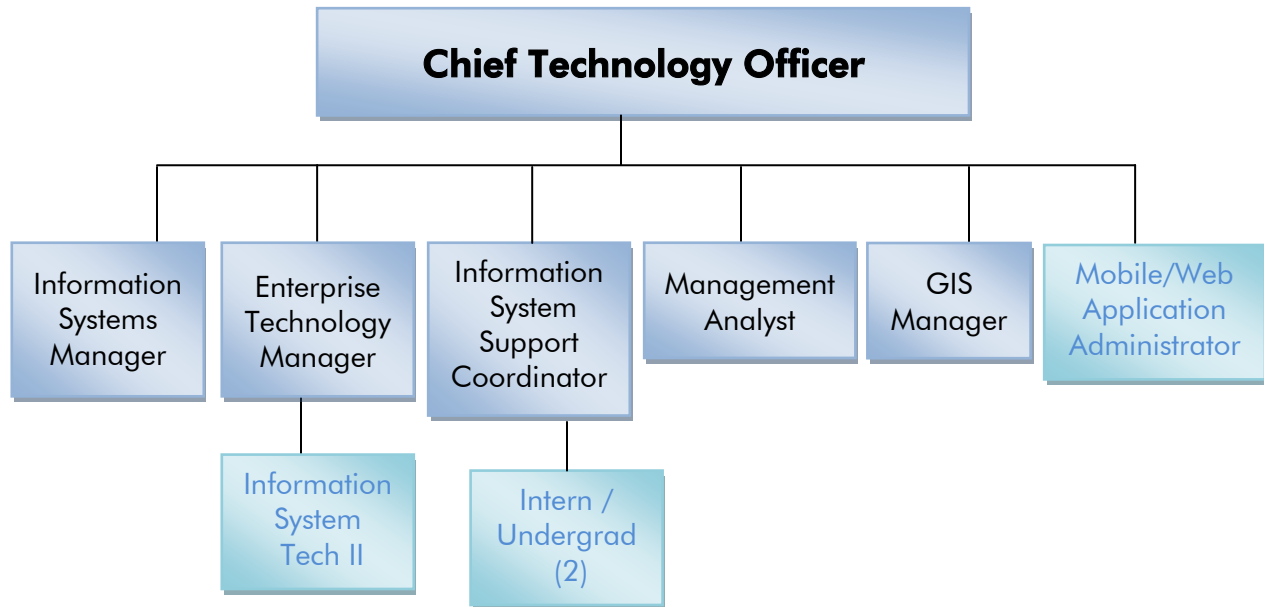 Chief Technology Officer
Information
Systems
Manager
Enterprise
Technology
Manager
Information
System
Support
Coordinator
Management
Analyst
GIS
Manager
Mobile/Web
Application
Administrator
Information
System
Tech II
Intern /
Undergrad
(2)